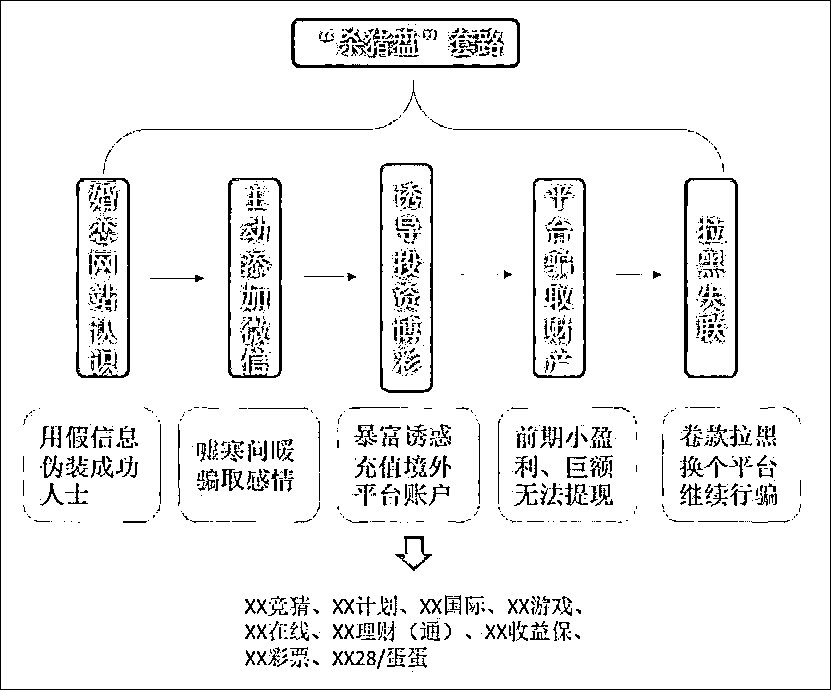 “杀猪盘”套路
婚恋网站认识
主动添加微信
诱导投资博彩
平台骗取财产
拉黑失联
用假信息
伪装成功
人士
嘘寒问暖
骗取感情
暴富诱惑
充值境外
平台账户
前期小盈
利、巨额
无法提现
卷款拉黑
换个平台
继续行骗
XX竞猜、XX计划、XX国际、XX游戏、
XX在线、XX理财（通）、XX收益保、
XX彩票、XX28/蛋蛋